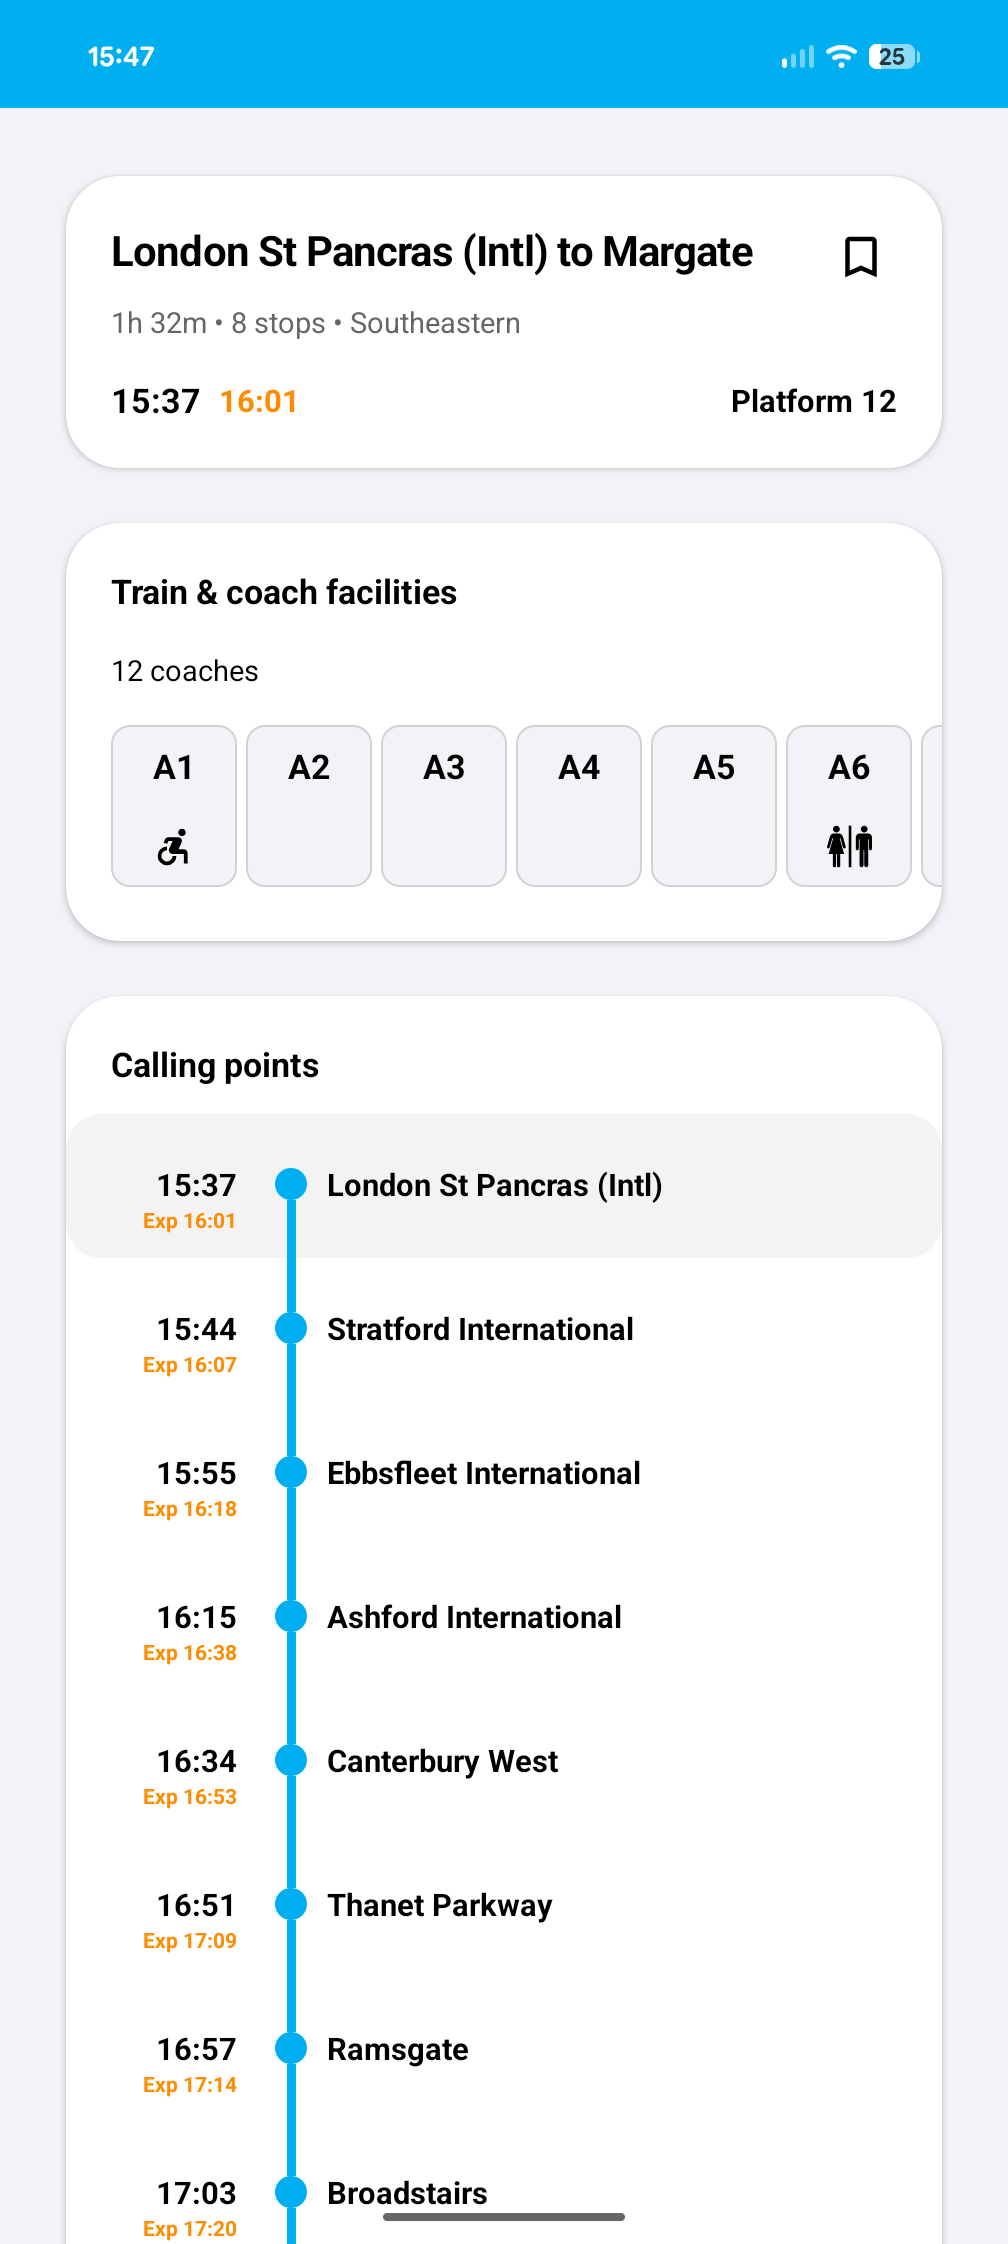 15:47
25
London St Pancras (Intl) to Margate
1h 32m • 8 stops • Southeastern
15:37 16:01 Platform 12
Train & coach facilities
12 coaches
A1 A2 A3 A4 A5 A6
Calling points
15:37 London St Pancras (Intl)
Exp 16:01
15:44 Stratford International
Exp 16:07
15:55 Ebbsfleet International
Exp 16:18
16:15 Ashford International
Exp 16:38
16:34 Canterbury West
Exp 16:53
16:51 Thanet Parkway
Exp 17:09
16:57 Ramsgate
Exp 17:14
17:03 Broadstairs
Exp 17:20